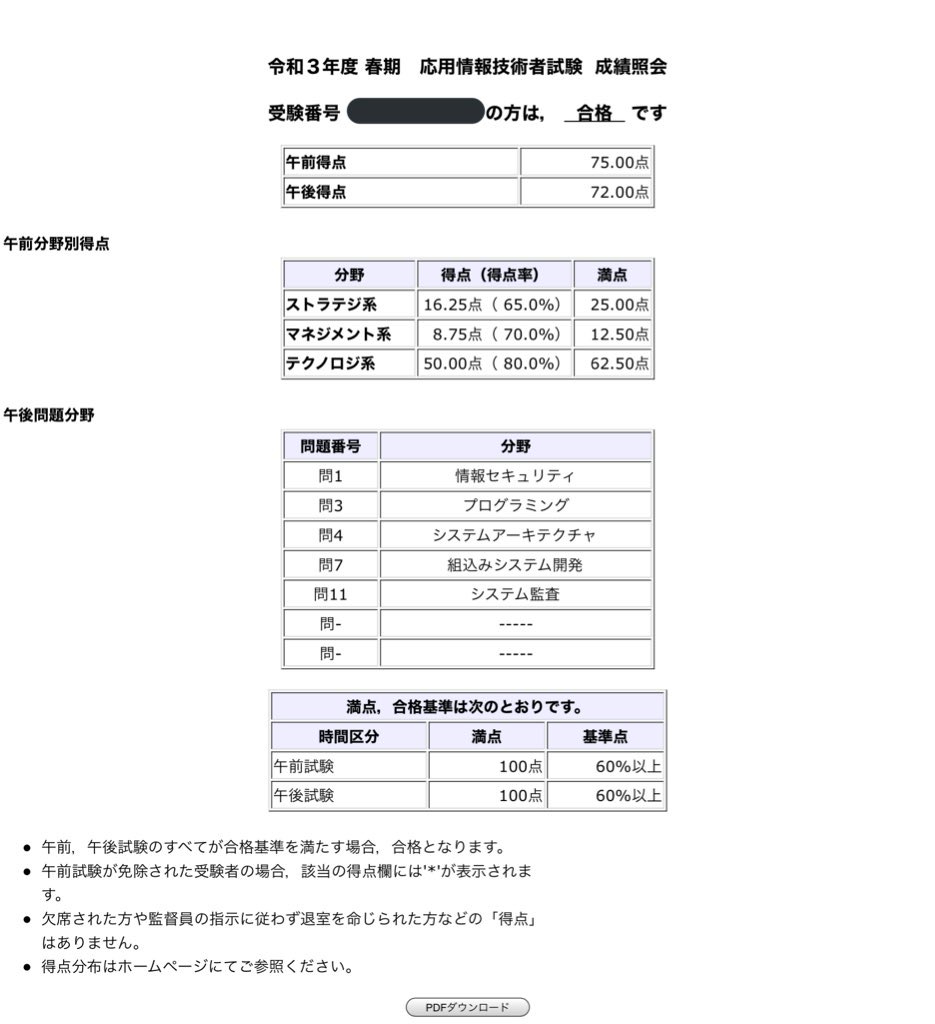 令和３年度 春期　応用情報技術者試験 成績照会
受験番号 の方は， 合格 です
午前得点 75.00点
午後得点 72.00点
午前分野別得点
分野 得点（得点率） 満点
ストラテジ系 16.25点（ 65.0%） 25.00点
マネジメント系 8.75点（ 70.0%） 12.50点
テクノロジ系 50.00点（ 80.0%） 62.50点
午後問題分野
問題番号 分野
問1 情報セキュリティ
問3 プログラミング
問4 システムアーキテクチャ
問7 組込みシステム開発
問11 システム監査
問- -----
問- -----
満点，合格基準は次のとおりです。
時間区分 満点 基準点
午前試験 100点 60%以上
午後試験 100点 60%以上
● 午前，午後試験のすべてが合格基準を満たす場合，合格となります。
● 午前試験が免除された受験者の場合，該当の得点欄には'*'が表示されま
す。
● 欠席された方や監督員の指示に従わず退室を命じられた方などの「得点」
はありません。
● 得点分布はホームページにてご参照ください。
PDFダウンロード